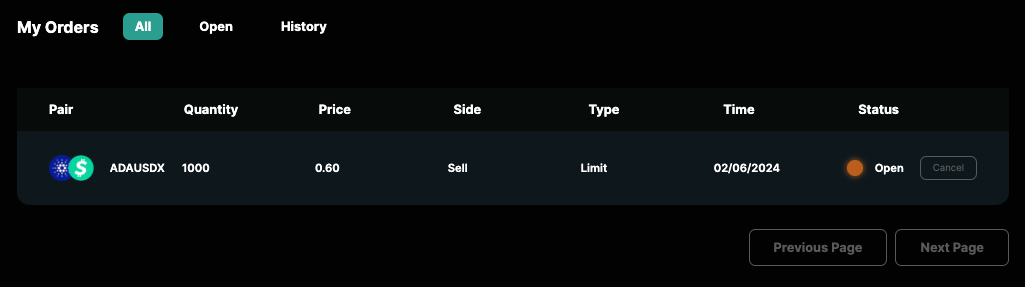 My Orders All Open History
Pair Quantity Price Side Type Time Status
$ ADAUSDX 1000 0.60 Sell Limit 02/06/2024 Open Cancel
Previous Page Next Page